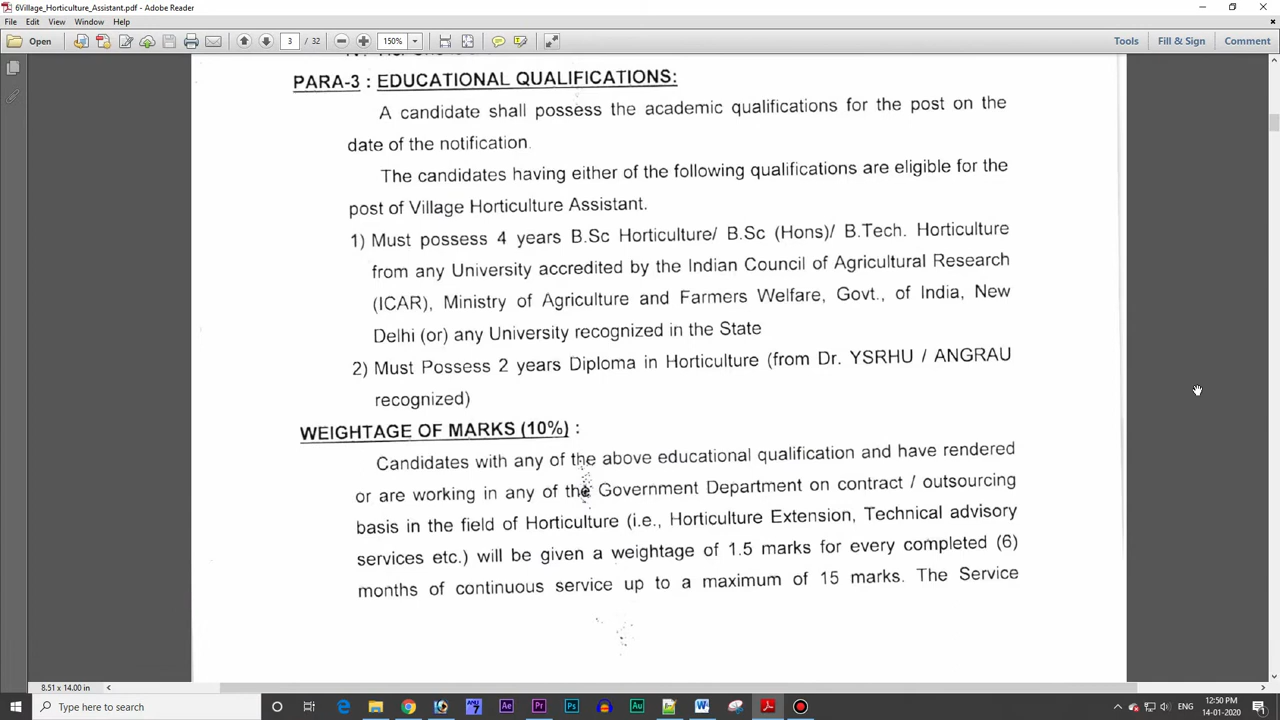 6Village_Horticulture_Assistant.pdf - Adobe Reader
File Edit View Window Help
Open 3 / 32 150% Tools Fill & Sign Comment
PARA-3 : EDUCATIONAL QUALIFICATIONS:
A candidate shall possess the academic qualifications for the post on the
date of the notification.
The candidates having either of the following qualifications are eligible for the
post of Village Horticulture Assistant.
1) Must possess 4 years B.Sc Horticulture/ B.Sc (Hons)/ B.Tech. Horticulture
from any University accredited by the Indian Council of Agricultural Research
(ICAR), Ministry of Agriculture and Farmers Welfare, Govt., of India, New
Delhi (or) any University recognized in the State
2) Must Possess 2 years Diploma in Horticulture (from Dr. YSRHU / ANGRAU
recognized)
WEIGHTAGE OF MARKS (10%) :
Candidates with any of the above educational qualification and have rendered
or are working in any of the Government Department on contract / outsourcing
basis in the field of Horticulture (i.e., Horticulture Extension, Technical advisory
services etc.) will be given a weightage of 1.5 marks for every completed (6)
months of continuous service up to a maximum of 15 marks. The Service
8.51 x 14.00 in
Type here to search
Ae Pr Ps Au
ENG
12:50 PM
14-01-2020